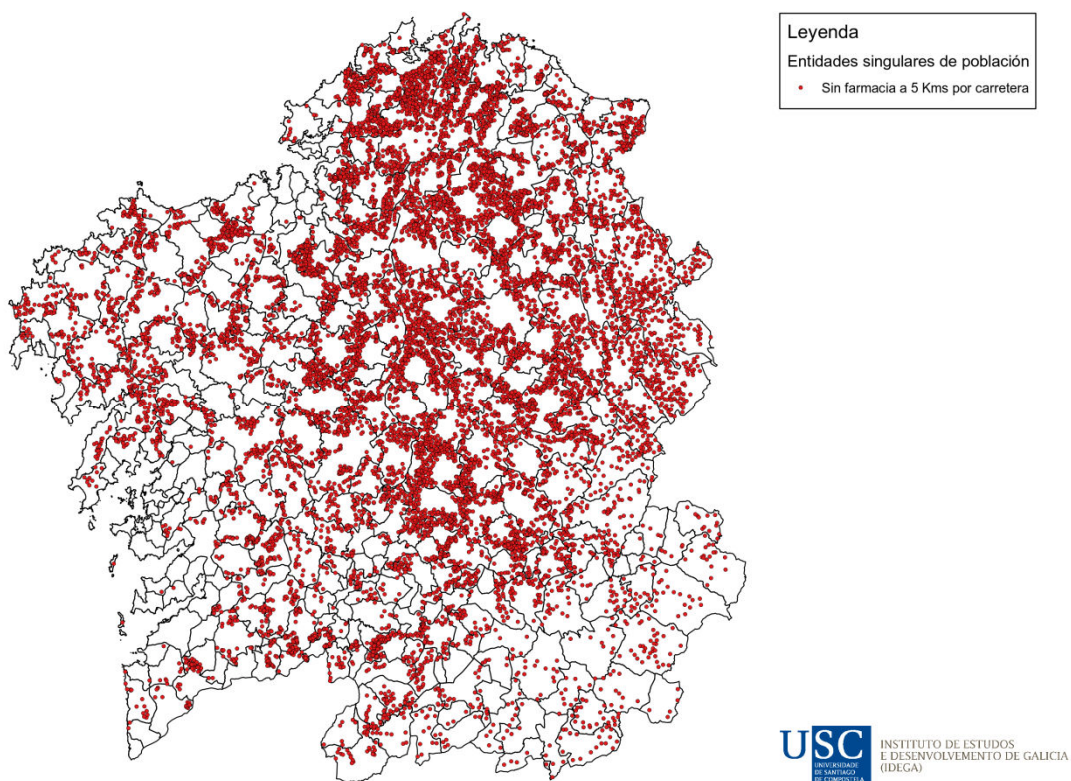 Leyenda
Entidades singulares de población
Sin farmacia a 5 Kms por carretera
USC
UNIVERSIDADE
DE SANTIAGO
DE COMPOSTELA
INSTITUTO DE ESTUDOS
E DESENVOLVEMENTO DE GALICIA
(IDEGA)